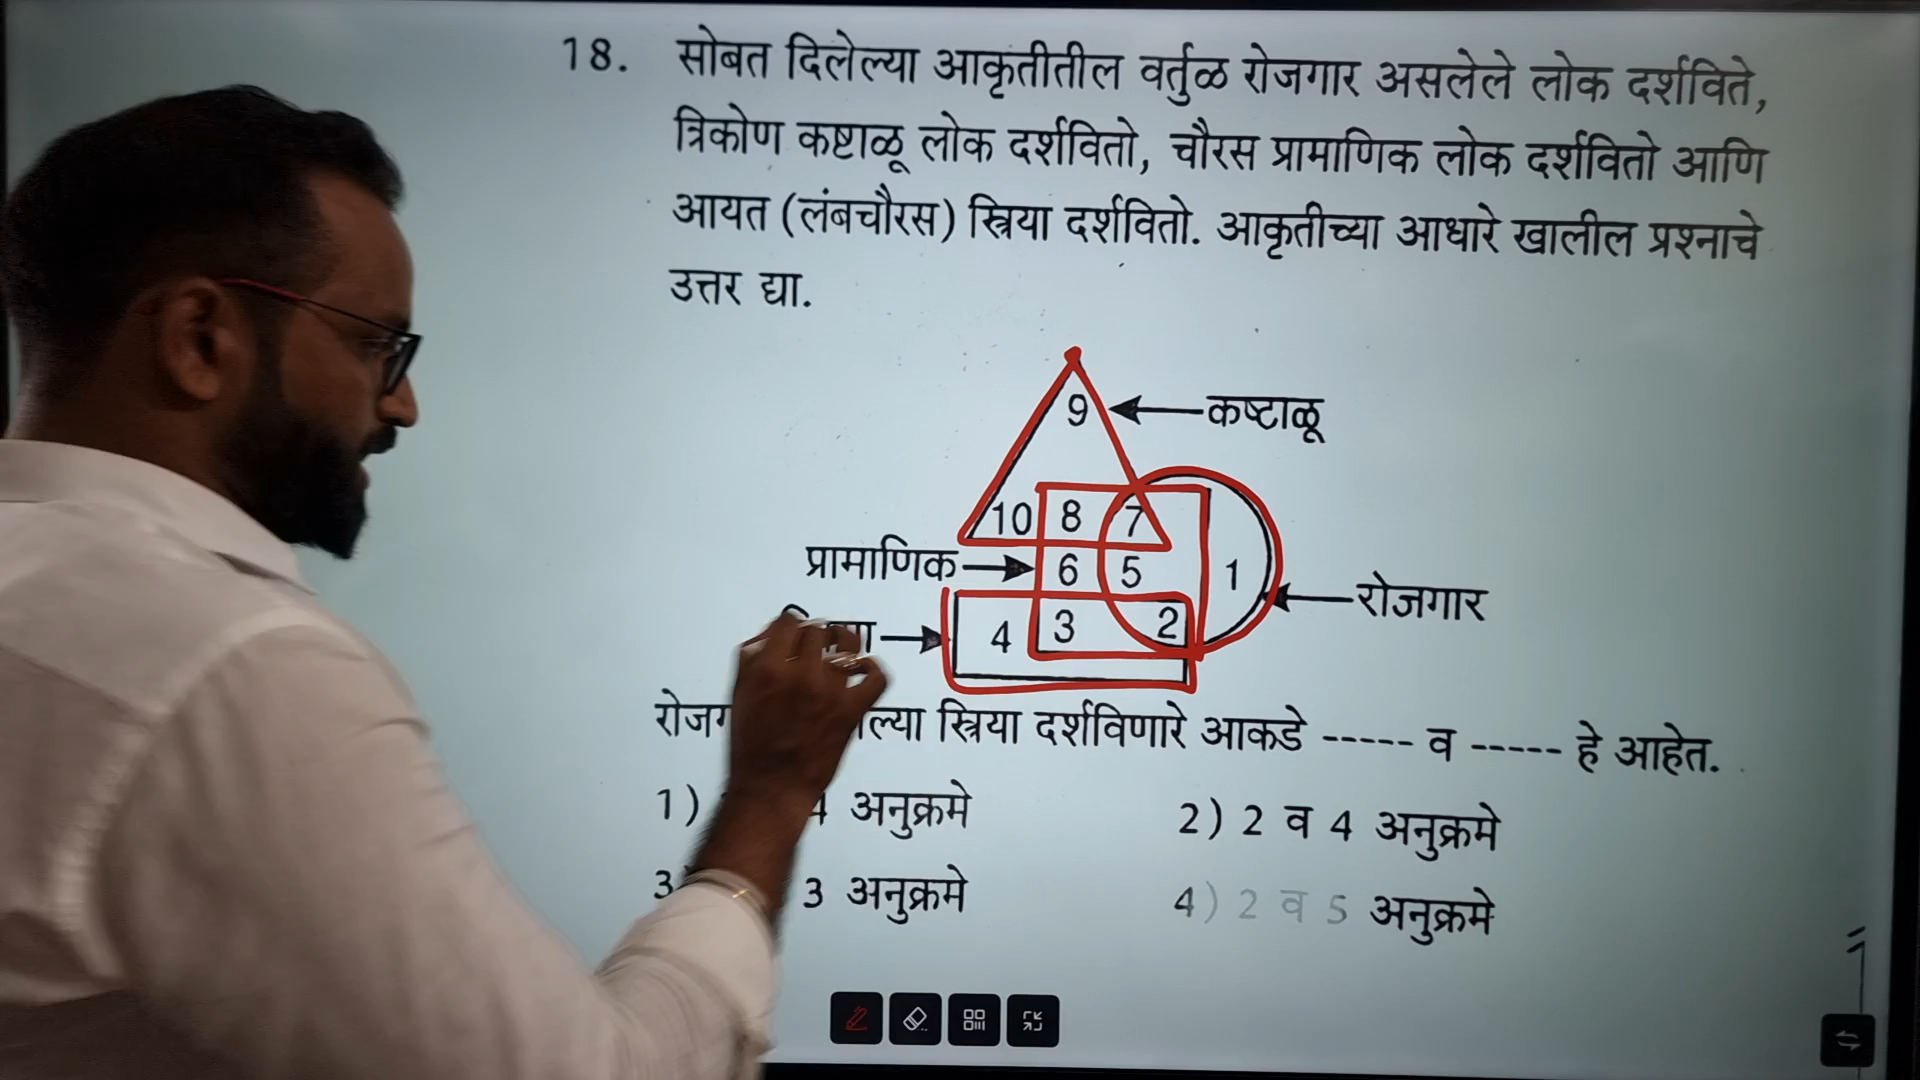 18. सोबत दिलेल्या आकृतीतील वर्तुळ रोजगार असलेले लोक दर्शविते,
त्रिकोण कष्टाळू लोक दर्शवितो, चौरस प्रामाणिक लोक दर्शवितो आणि
आयत (लंबचौरस) स्त्रिया दर्शवितो. आकृतीच्या आधारे खालील प्रश्नाचे
उत्तर द्या.
9 कष्टाळू
10 8 7
प्रामाणिक 6 5 1 रोजगार
4 3 2
स्त्रिया दर्शविणारे आकडे ----- व ----- हे आहेत.
1) 4 अनुक्रमे 2) 2 व 4 अनुक्रमे
3 3 अनुक्रमे 4) 2 व 5 अनुक्रमे